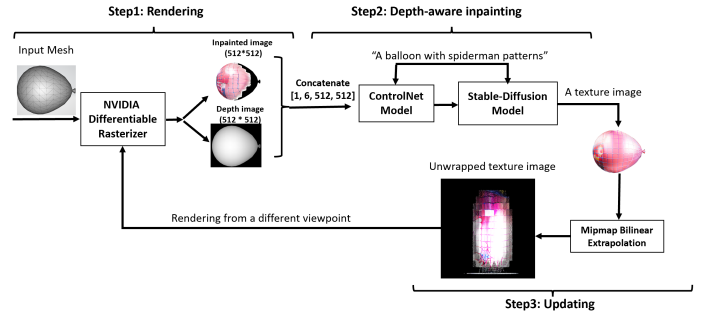 Step1: Rendering
Step2: Depth-aware inpainting
Input Mesh
Inpainted image
(512*512)
"A balloon with spiderman patterns"
Concatenate
[1, 6, 512, 512]
ControlNet
Model
Stable-Diffusion
Model
A texture image
NVIDIA
Differentiable
Rasterizer
Depth image
(512 * 512)
Unwrapped texture image
Rendering from a different viewpoint
Mipmap Bilinear
Extrapolation
Step3: Updating